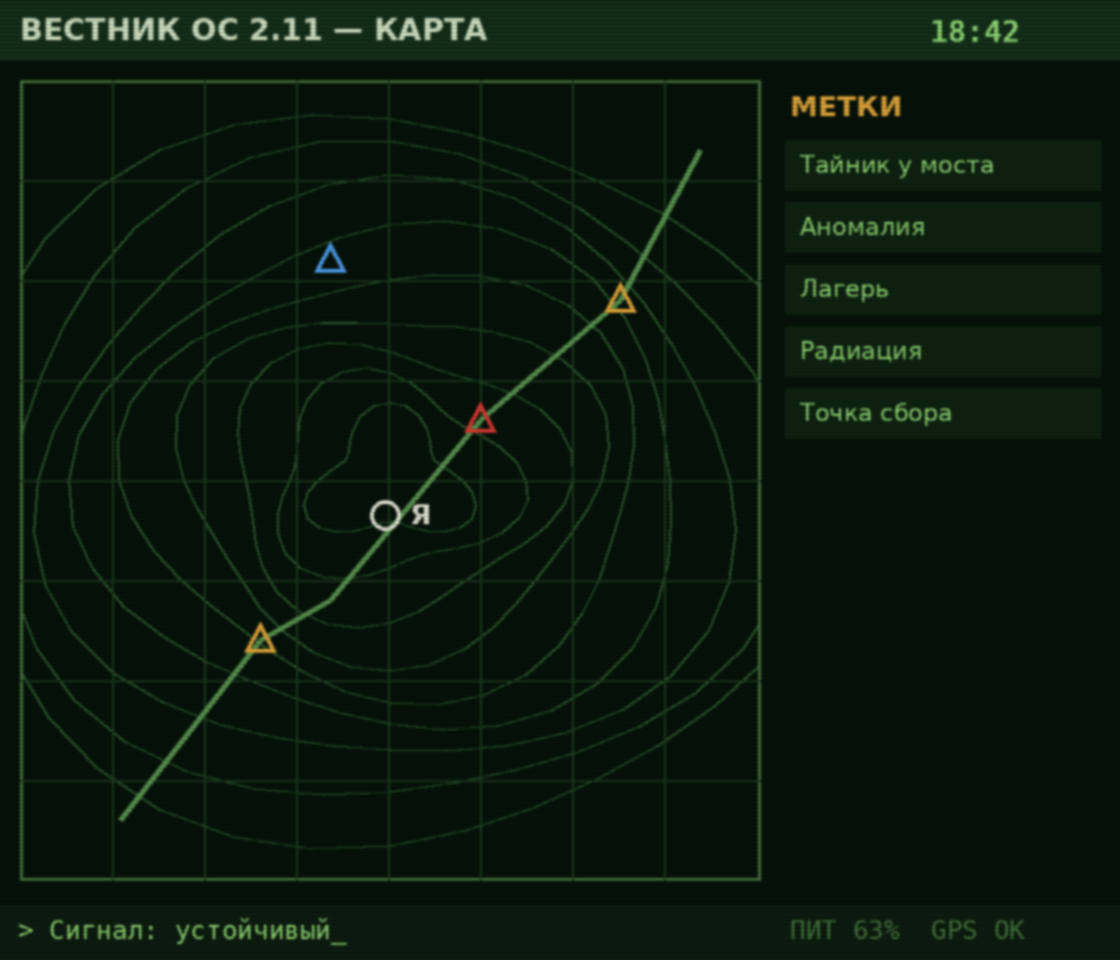 ВЕСТНИК ОС 2.11 — КАРТА
18:42
МЕТКИ
Тайник у моста
Аномалия
Лагерь
Радиация
Точка сбора
Я
> Сигнал: устойчивый_
ПИТ 63% GPS OK